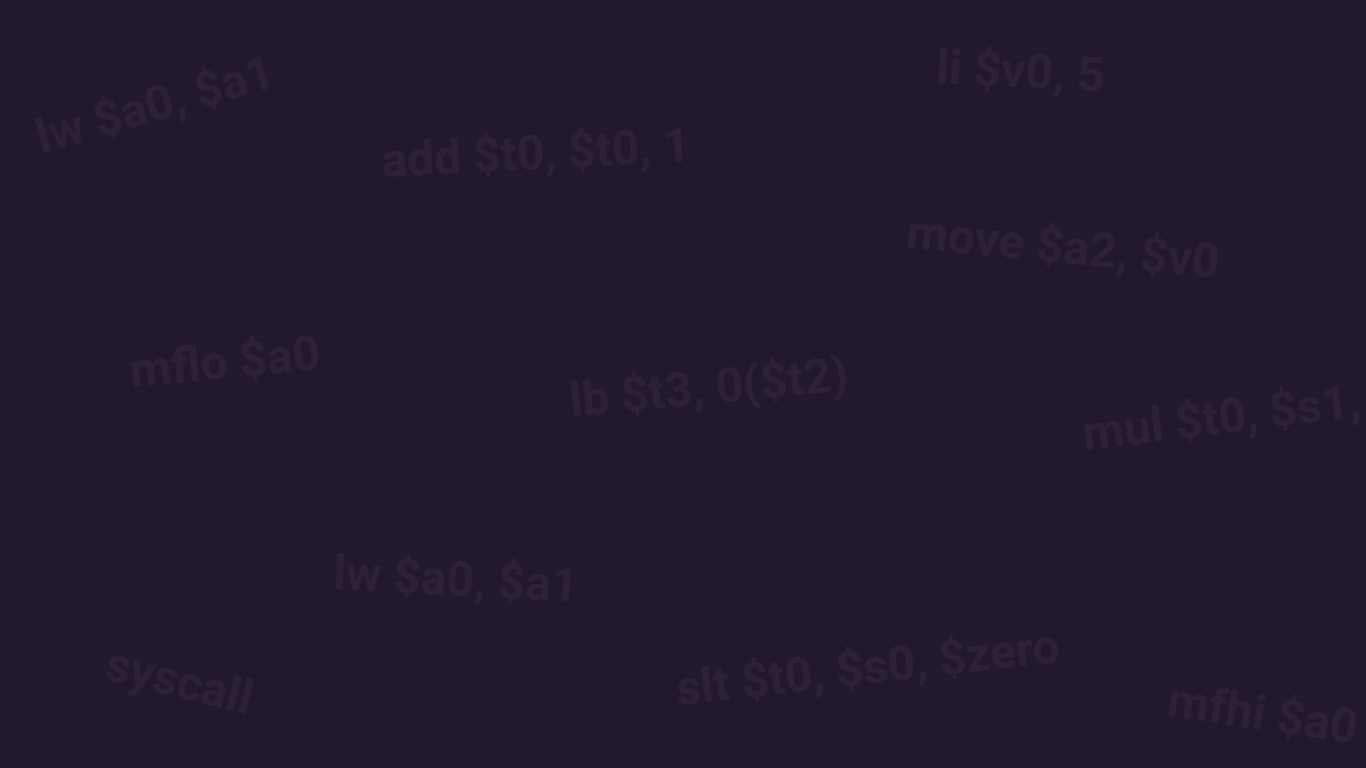 lw $a0, $a1
li $v0, 5
add $t0, $t0, 1
move $a2, $v0
mflo $a0
lb $t3, 0($t2)
mul $t0, $s1,
lw $a0, $a1
syscall
slt $t0, $s0, $zero
mfhi $a0